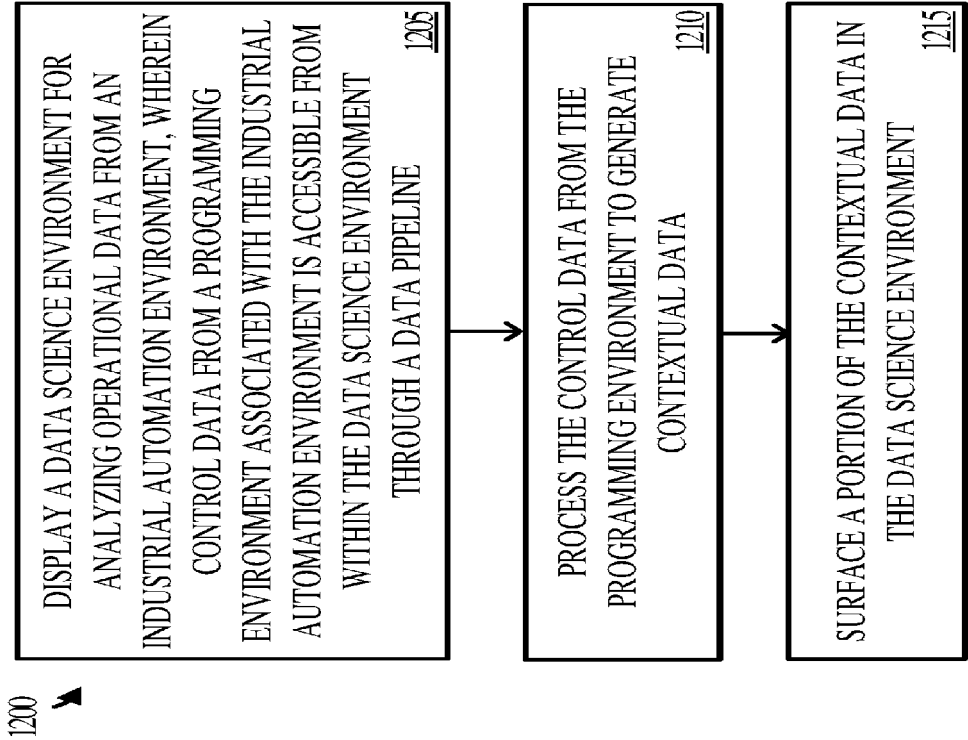 1200
DISPLAY A DATA SCIENCE ENVIRONMENT FOR
ANALYZING OPERATIONAL DATA FROM AN
INDUSTRIAL AUTOMATION ENVIRONMENT, WHEREIN
CONTROL DATA FROM A PROGRAMMING
ENVIRONMENT ASSOCIATED WITH THE INDUSTRIAL
AUTOMATION ENVIRONMENT IS ACCESSIBLE FROM
WITHIN THE DATA SCIENCE ENVIRONMENT
THROUGH A DATA PIPELINE
1205
PROCESS THE CONTROL DATA FROM THE
PROGRAMMING ENVIRONMENT TO GENERATE
CONTEXTUAL DATA
1210
SURFACE A PORTION OF THE CONTEXTUAL DATA IN
THE DATA SCIENCE ENVIRONMENT
1215